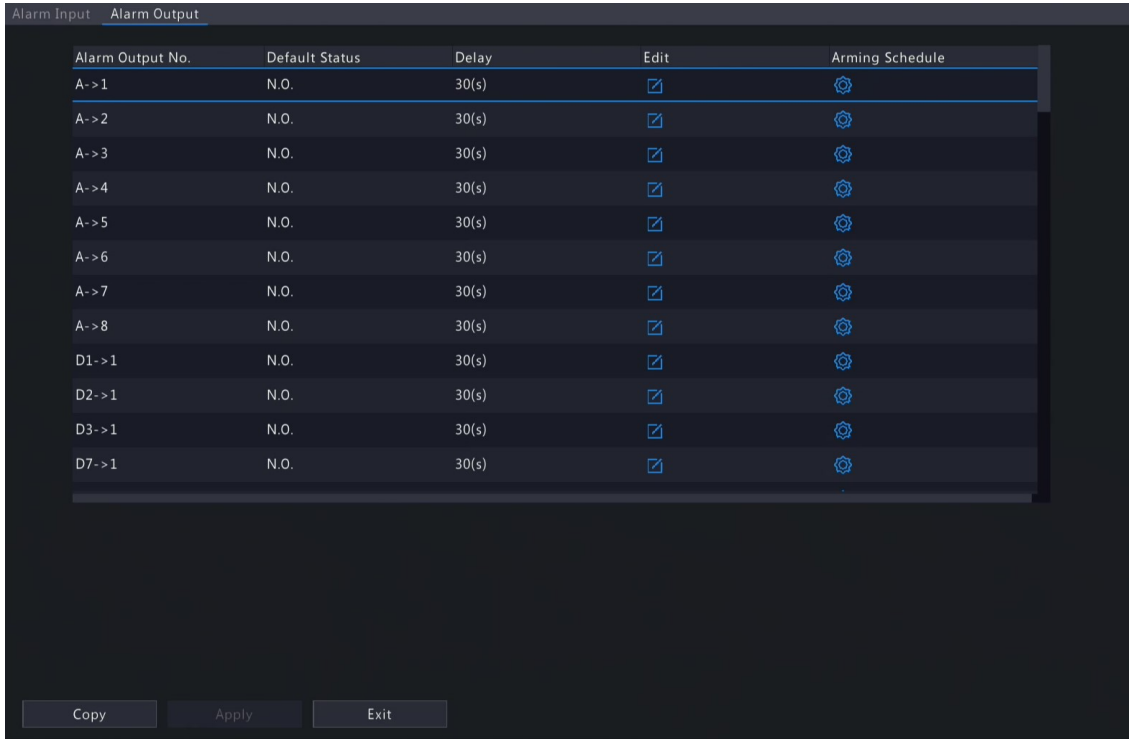 Alarm Input Alarm Output
Alarm Output No. Default Status Delay Edit Arming Schedule
A->1 N.O. 30(s)
A->2 N.O. 30(s)
A->3 N.O. 30(s)
A->4 N.O. 30(s)
A->5 N.O. 30(s)
A->6 N.O. 30(s)
A->7 N.O. 30(s)
A->8 N.O. 30(s)
D1->1 N.O. 30(s)
D2->1 N.O. 30(s)
D3->1 N.O. 30(s)
D7->1 N.O. 30(s)
Copy Apply Exit